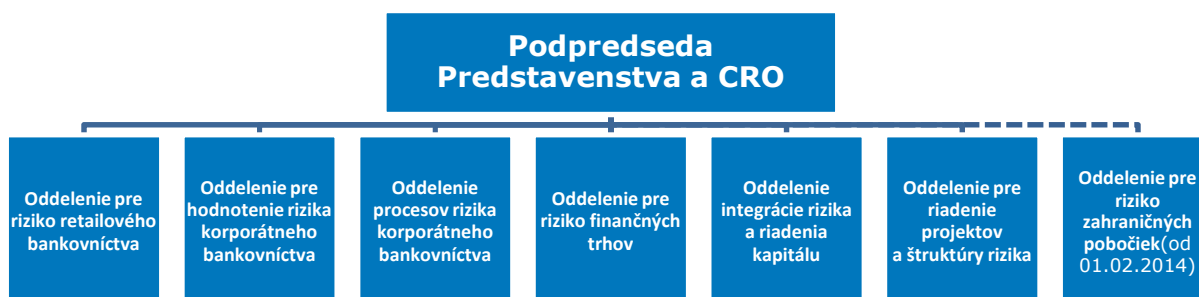 Podpredseda
Predstavenstva a CRO
Oddelenie pre
riziko retailového
bankovníctva
Oddelenie pre
hodnotenie rizika
korporátneho
bankovníctva
Oddelenie
procesov rizika
korporátneho
bankovníctva
Oddelenie pre
riziko finančných
trhov
Oddelenie
integrácie rizika
a riadenia
kapitálu
Oddelenie pre
riadenie
projektov
a štruktúry rizika
Oddelenie pre
riziko
zahraničných
pobočiek(od
01.02.2014)